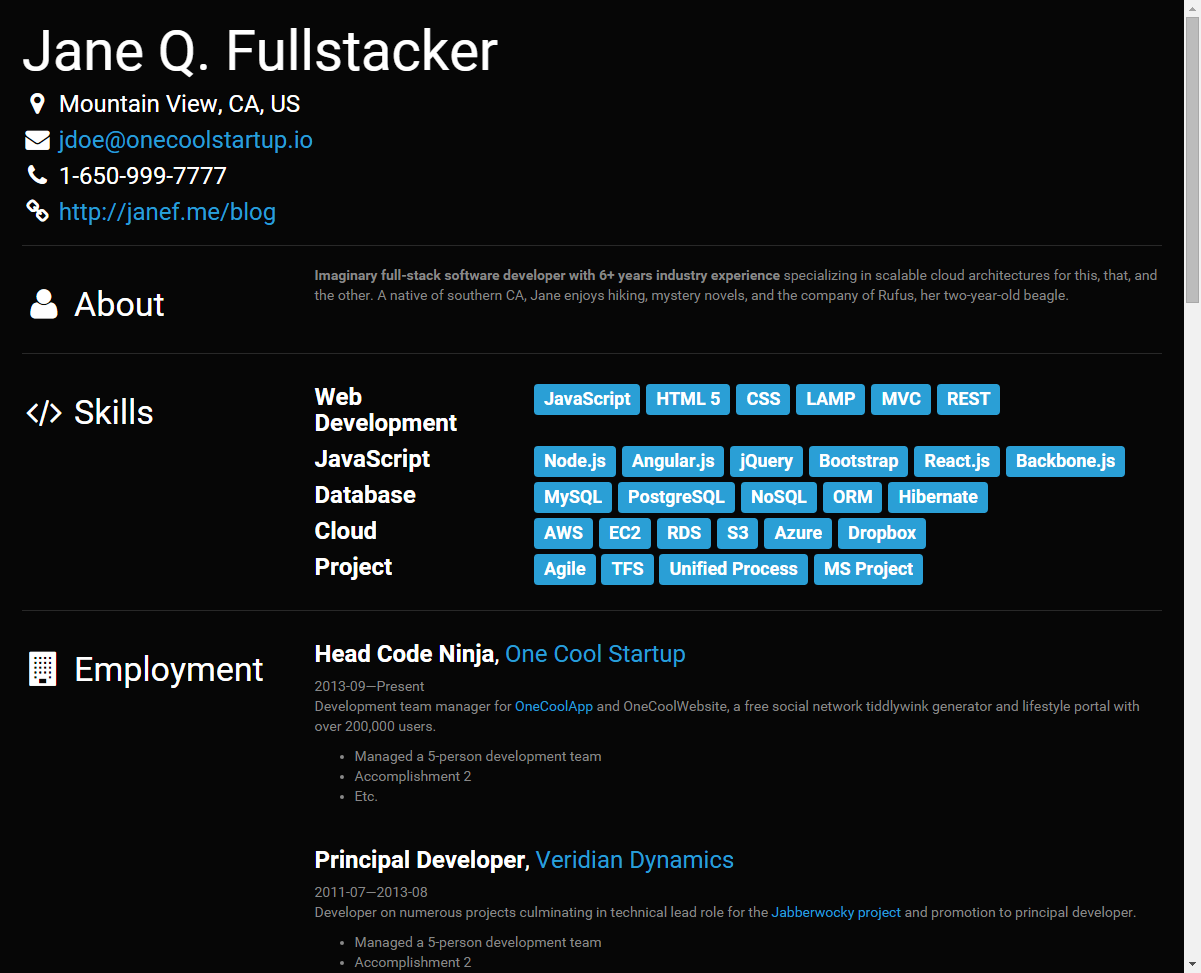 Jane Q. Fullstacker
Mountain View, CA, US
jdoe@onecoolstartup.io
1-650-999-7777
http://janef.me/blog
About
Imaginary full-stack software developer with 6+ years industry experience specializing in scalable cloud architectures for this, that, and
the other. A native of southern CA, Jane enjoys hiking, mystery novels, and the company of Rufus, her two-year-old beagle.
Skills
Web
Development
JavaScript HTML 5 CSS LAMP MVC REST
JavaScript Node.js Angular.js jQuery Bootstrap React.js Backbone.js
Database MySQL PostgreSQL NoSQL ORM Hibernate
Cloud AWS EC2 RDS S3 Azure Dropbox
Project Agile TFS Unified Process MS Project
Employment
Head Code Ninja, One Cool Startup
2013-09—Present
Development team manager for OneCoolApp and OneCoolWebsite, a free social network tiddlywink generator and lifestyle portal with
over 200,000 users.
• Managed a 5-person development team
• Accomplishment 2
• Etc.
Principal Developer, Veridian Dynamics
2011-07—2013-08
Developer on numerous projects culminating in technical lead role for the Jabberwocky project and promotion to principal developer.
• Managed a 5-person development team
• Accomplishment 2